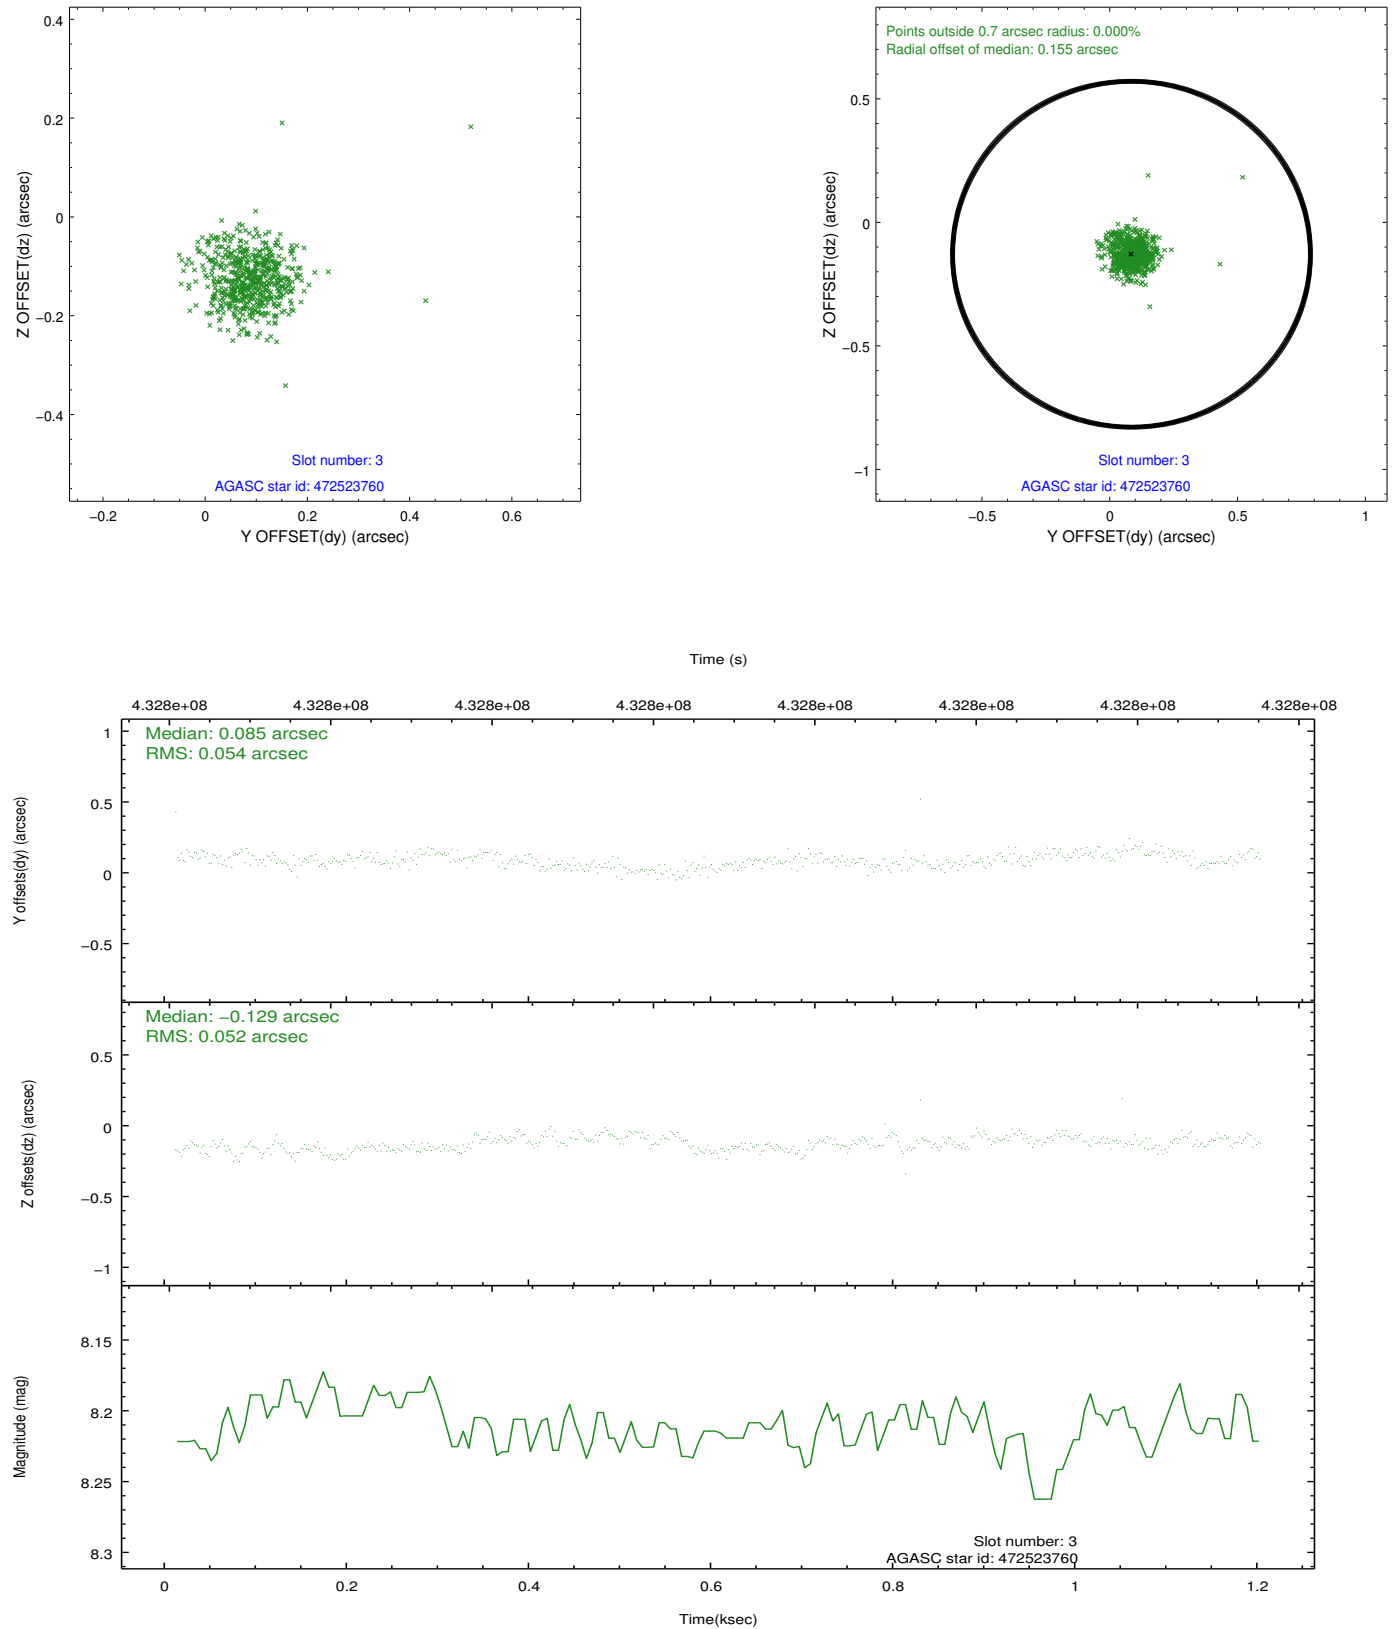 0.4
0.2
0
−0.2
−0.4
Z OFFSET(dz) (arcsec)
Slot number: 3
AGASC star id: 472523760
−0.2 0 0.2 0.4 0.6
Y OFFSET(dy) (arcsec)
Points outside 0.7 arcsec radius: 0.000%
Radial offset of median: 0.155 arcsec
0.5
0
−0.5
−1
Z OFFSET(dz) (arcsec)
Slot number: 3
AGASC star id: 472523760
−0.5 0 0.5 1
Y OFFSET(dy) (arcsec)
Time (s)
4.328e+08 4.328e+08 4.328e+08 4.328e+08 4.328e+08 4.328e+08 4.328e+08 4.328e+08
Median: 0.085 arcsec
RMS: 0.054 arcsec
1
0.5
0
−0.5
Y offsets(dy) (arcsec)
Median: −0.129 arcsec
RMS: 0.052 arcsec
0.5
0
−0.5
−1
Z offsets(dz) (arcsec)
8.15
8.2
8.25
8.3
Magnitude (mag)
Slot number: 3
AGASC star id: 472523760
0 0.2 0.4 0.6 0.8 1 1.2
Time(ksec)